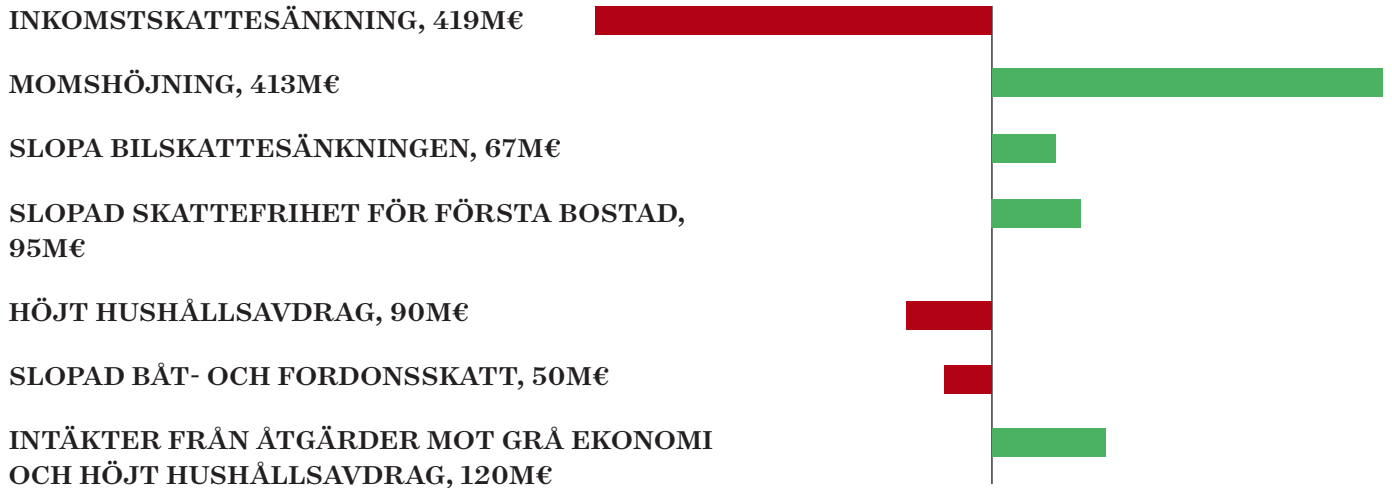 INKOMSTSKATTESÄNKNING, 419M€
MOMSHÖJNING, 413M€
SLOPA BILSKATTESÄNKNINGEN, 67M€
SLOPAD SKATTEFRIHET FÖR FÖRSTA BOSTAD,
95M€
HÖJT HUSHÅLLSAVDRAG, 90M€
SLOPAD BÅT- OCH FORDONSSKATT, 50M€
INTÄKTER FRÅN ÅTGÄRDER MOT GRÅ EKONOMI
OCH HÖJT HUSHÅLLSAVDRAG, 120M€